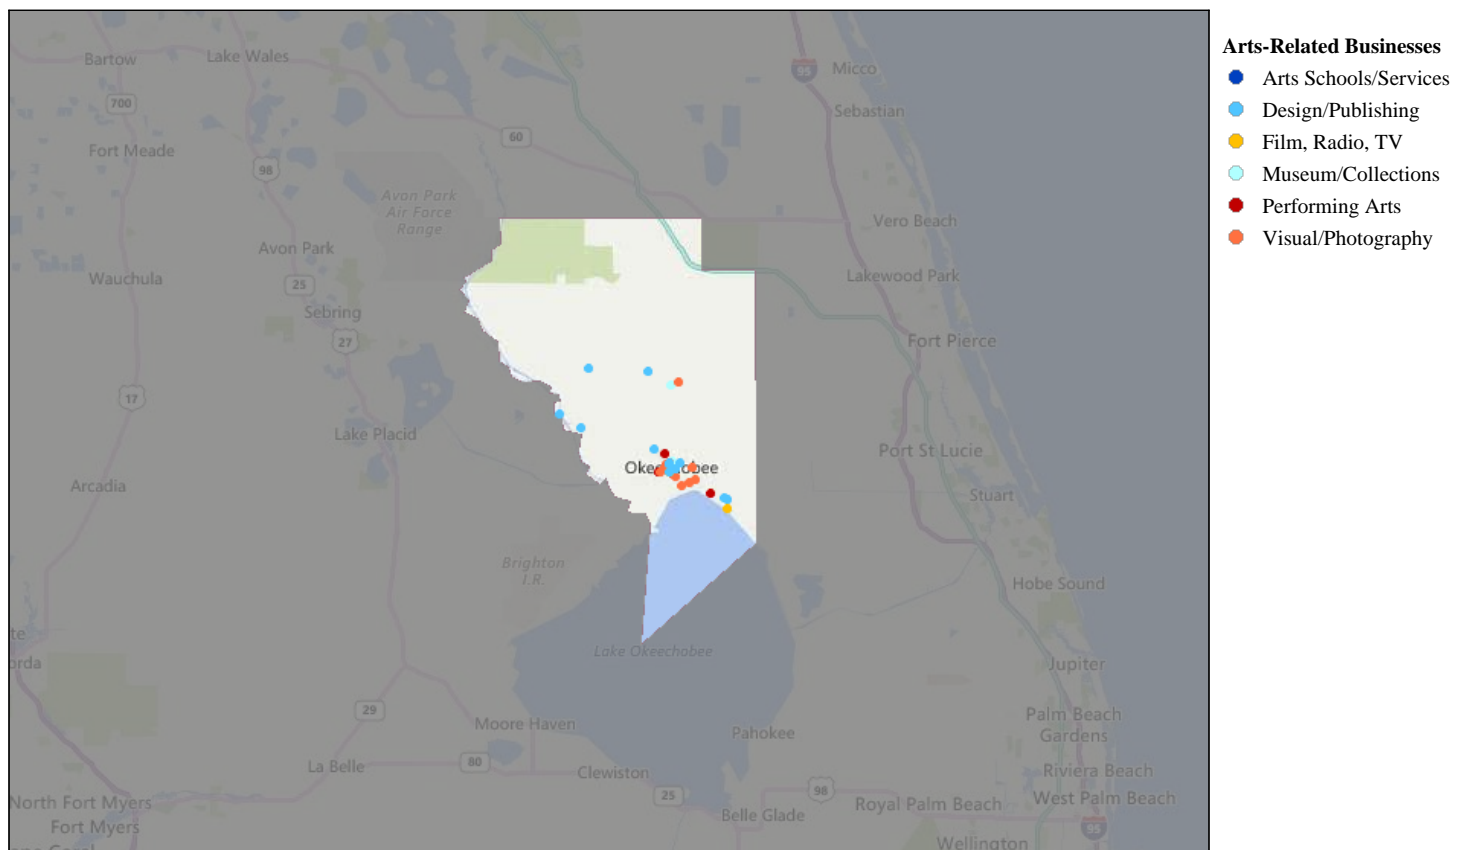 Arts-Related Businesses
Arts Schools/Services
Design/Publishing
Film, Radio, TV
Museum/Collections
Performing Arts
Visual/Photography
Bartow
Lake Wales
95
Micco
700
Sebastian
60
Fort Meade
98
Avon Park
Air Force
Range
Vero Beach
Avon Park
Wauchula
Lakewood Park
25
Sebring
27
Fort Pierce
17
Lake Placid
Port St Lucie
Okeechobee
Arcadia
Stuart
Brighton
I.R.
Hobe Sound
te
orda
Lake Okeechobee
Jupiter
29
Moore Haven
Palm Beach
Gardens
Pahokee
La Belle
80
Clewiston
Riviera Beach
98
25
North Fort Myers
Royal Palm Beach
West Palm Beach
Belle Glade
Fort Myers
95
Wellington